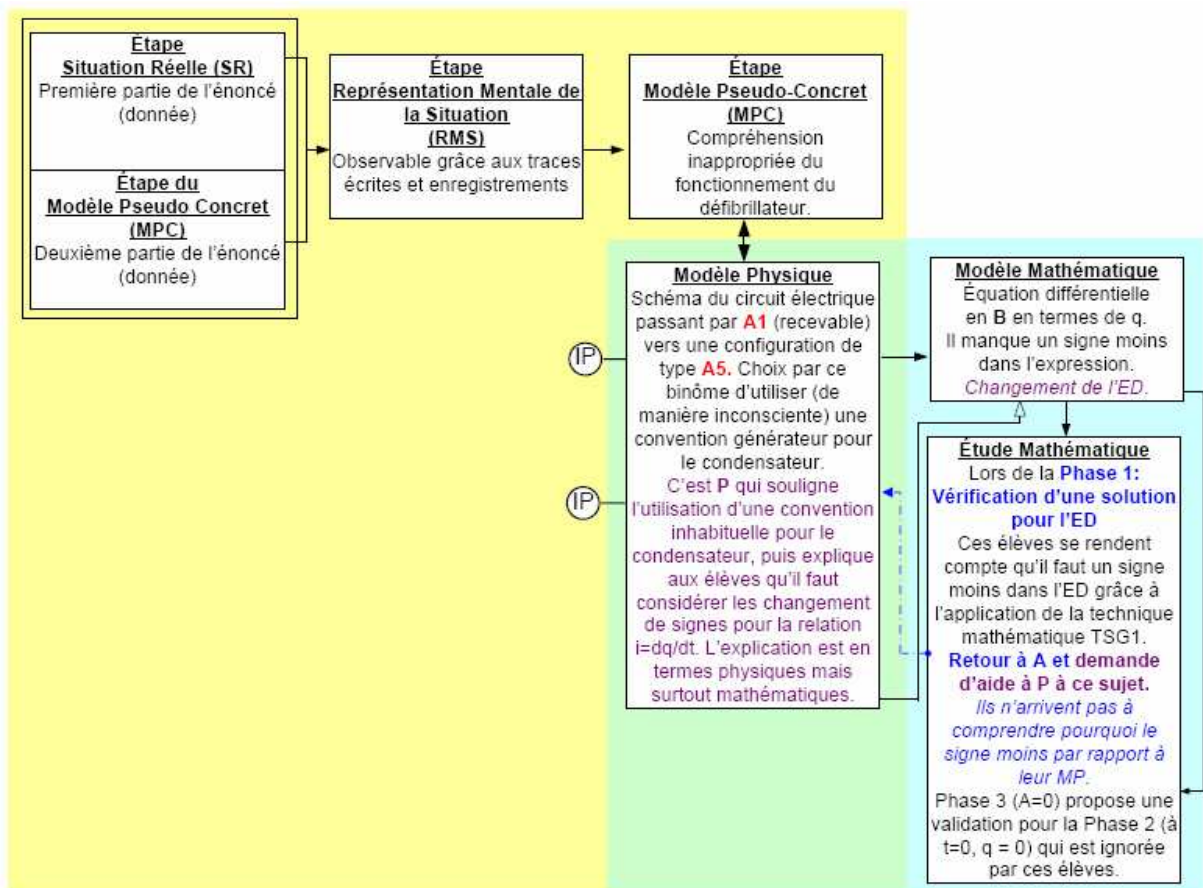 Étape
Situation Réelle (SR)
Première partie de l'énoncé
(donnée)
Étape du
Modèle Pseudo Concret
(MPC)
Deuxième partie de l'énoncé
(donnée)
Étape
Représentation Mentale de
la Situation
(RMS)
Observable grâce aux traces
écrites et enregistrements
Étape
Modèle Pseudo-Concret
(MPC)
Compréhension
inappropriée du
fonctionnement du
défibrillateur.
IP
IP
Modèle Physique
Schéma du circuit électrique
passant par A1 (recevable)
vers une configuration de
type A5. Choix par ce
binôme d'utiliser (de
manière inconsciente) une
convention générateur pour
le condensateur.
C'est P qui souligne
l'utilisation d'une convention
inhabituelle pour le
condensateur, puis explique
aux élèves qu'il faut
considérer les changement
de signes pour la relation
i=dq/dt. L'explication est en
termes physiques mais
surtout mathématiques.
Modèle Mathématique
Équation différentielle
en B en termes de q.
Il manque un signe moins
dans l'expression.
Changement de l'ED.
Étude Mathématique
Lors de la Phase 1:
Vérification d'une solution
pour l'ED
Ces élèves se rendent
compte qu'il faut un signe
moins dans l'ED grâce à
l'application de la technique
mathématique TSG1.
Retour à A et demande
d'aide à P à ce sujet.
Ils n'arrivent pas à
comprendre pourquoi le
signe moins par rapport à
leur MP.
Phase 3 (A=0) propose une
validation pour la Phase 2 (à
t=0, q = 0) qui est ignorée
par ces élèves.